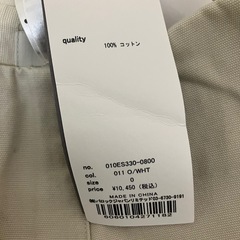 quality
100% コットン
no. 010ES330-0800
col. 011 O/WHT
size 0
price ¥10,450 (税込)
MADE IN CHINA